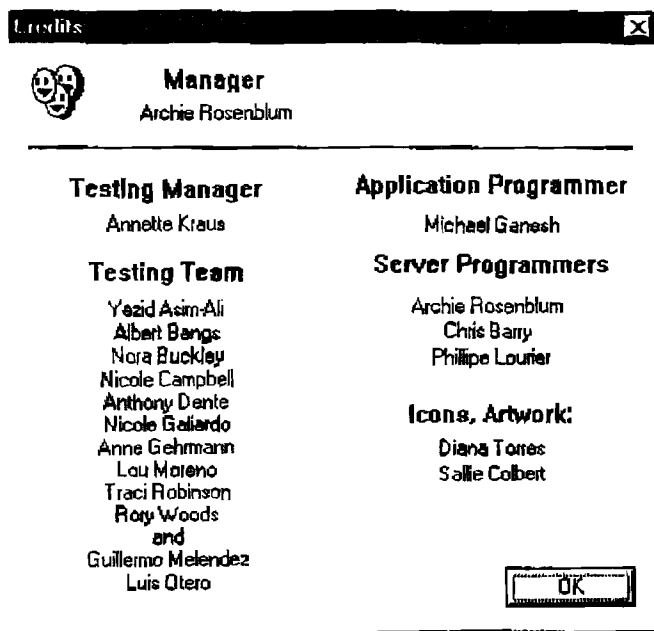 Credits
Manager
Archie Rosenblum
Testing Manager
Annette Kraus
Testing Team
Yazid Asim-Ali
Albert Bangs
Nora Buckley
Nicole Campbell
Anthony Dente
Nicole Galiardo
Anne Gehrmann
Lou Moreno
Traci Robinson
Rory Woods
and
Guillermo Melendez
Luis Otero
Application Programmer
Michael Ganesh
Server Programmers
Archie Rosenblum
Chris Barry
Phillipe Lourier
Icons, Artwork:
Diana Torres
Sallie Colbert
OK